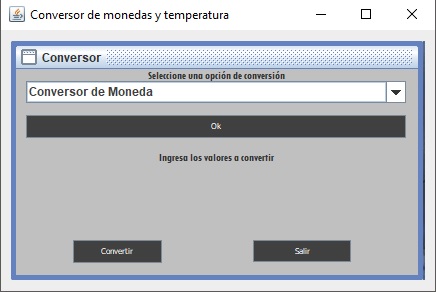 Conversor de monedas y temperatura
Conversor
Seleccione una opción de conversión
Conversor de Moneda
Ok
Ingresa los valores a convertir
Convertir
Salir